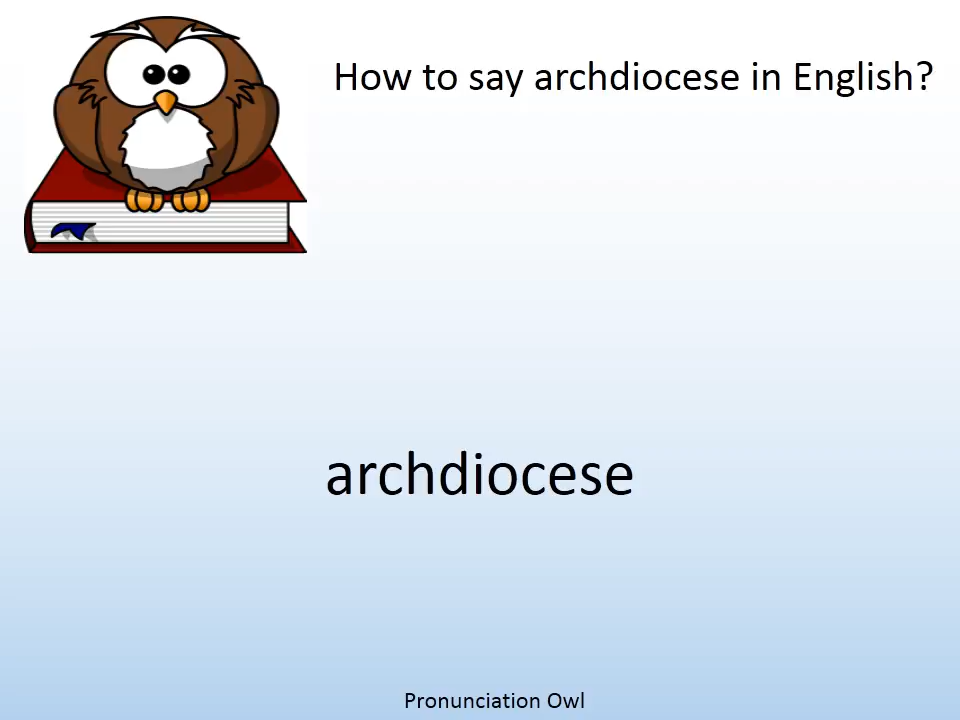 How to say archdiocese in English?
archdiocese
Pronunciation Owl